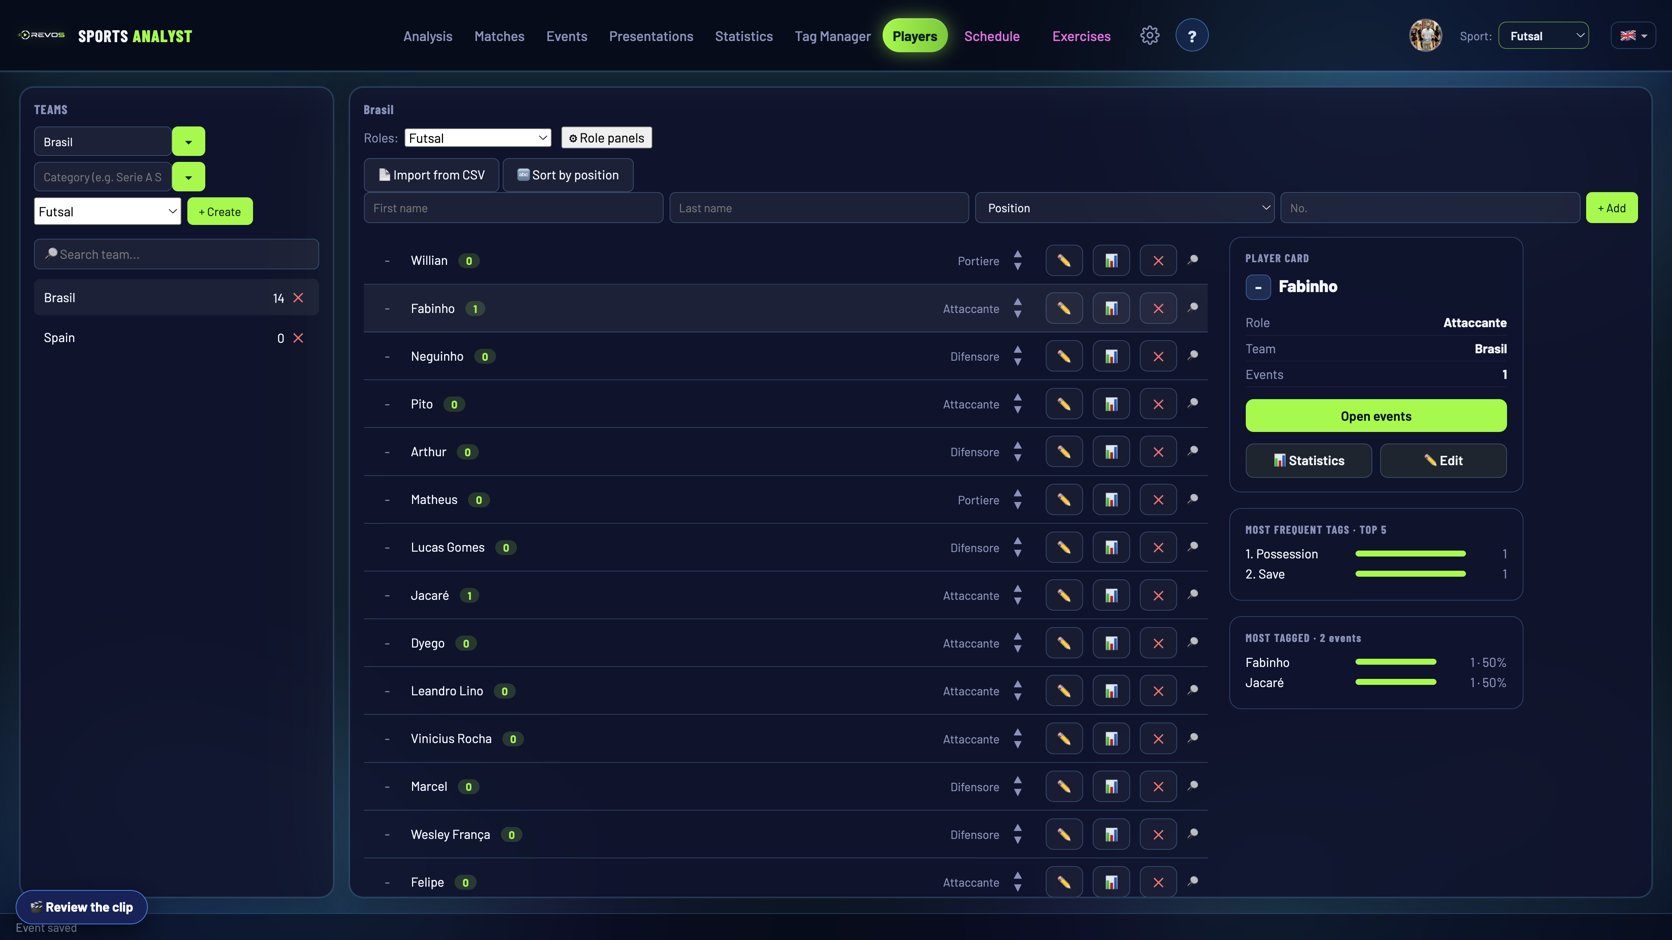 REVOS SPORTS ANALYST
Analysis Matches Events Presentations Statistics Tag Manager Players Schedule Exercises ? Sport: Futsal
TEAMS
Brasil
Category (e.g. Serie A S
Futsal + Create
Search team...
Brasil 14
Spain 0
Brasil
Roles: Futsal Role panels
Import from CSV Sort by position
First name Last name Position No. + Add
- Willian 0 Portiere
- Fabinho 1 Attaccante
- Neguinho 0 Difensore
- Pito 0 Attaccante
- Arthur 0 Difensore
- Matheus 0 Portiere
- Lucas Gomes 0 Difensore
- Jacaré 1 Attaccante
- Dyego 0 Attaccante
- Leandro Lino 0 Attaccante
- Vinicius Rocha 0 Attaccante
- Marcel 0 Difensore
- Wesley França 0 Difensore
- Felipe 0 Attaccante
PLAYER CARD
- Fabinho
Role Attaccante
Team Brasil
Events 1
Open events
Statistics Edit
MOST FREQUENT TAGS · TOP 5
1. Possession 1
2. Save 1
MOST TAGGED · 2 events
Fabinho 1 · 50%
Jacaré 1 · 50%
Review the clip
Event saved